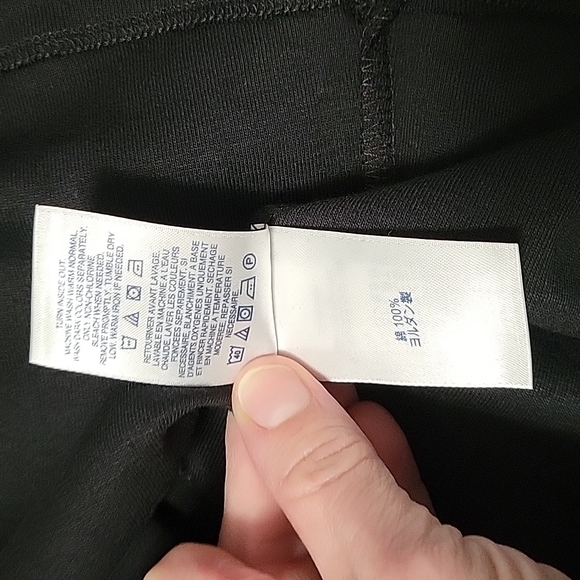 TURN INSIDE OUT.
MACHINE WASH WARM NORMAL.
WASH DARK COLORS SEPARATELY.
ONLY NON-CHLORINE
BLEACH WHEN NEEDED.
REMOVE PROMPTLY. TUMBLE DRY
LOW. WARM IRON IF NEEDED.
RETOURNER AVANT LAVAGE.
LAVABLE EN MACHINE A L'EAU
CHAUDE. LAVER LES COULEURS
FONCEES SEPAREMENT. SI
NECESSAIRE, BLANCHIMENT A BASE
D'AGENTS OXYGENES UNIQUEMENT
ET RINCER RAPIDEMENT. SECHAGE
EN MACHINE A TEMPERATURE
MODEREE. REPASSER SI
NECESSAIRE.
40
P
綿 100%
ヨルダン製